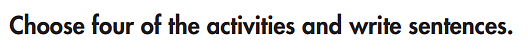 Choose four of the activities and write sentences.